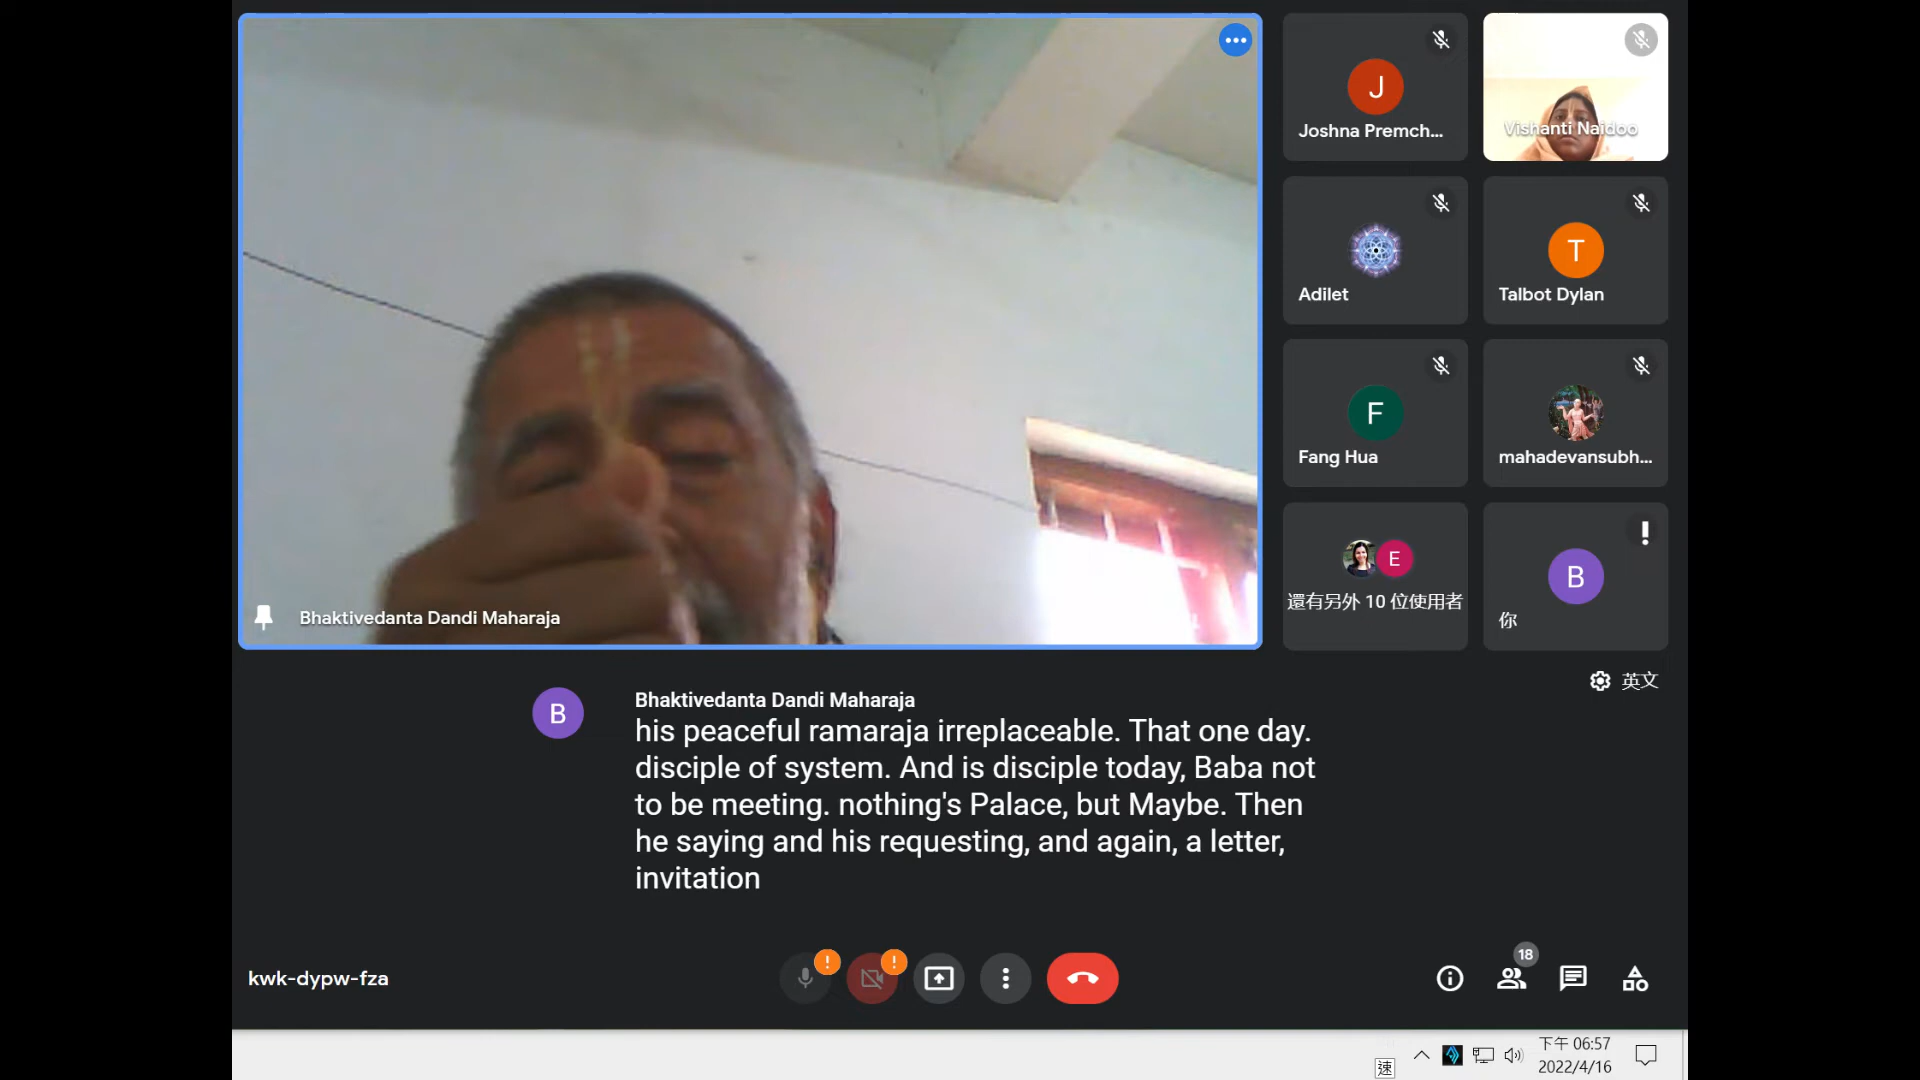 J
Joshna Premch...
Vishanti Naidoo
Adilet
T
Talbot Dylan
F
Fang Hua
mahadevansubh...
E
還有另外 10 位使用者
B
你
Bhaktivedanta Dandi Maharaja
英文
B
Bhaktivedanta Dandi Maharaja
his peaceful ramaraja irreplaceable. That one day.
disciple of system. And is disciple today, Baba not
to be meeting. nothing's Palace, but Maybe. Then
he saying and his requesting, and again, a letter,
invitation
kwk-dypw-fza
18
速
下午 06:57
2022/4/16